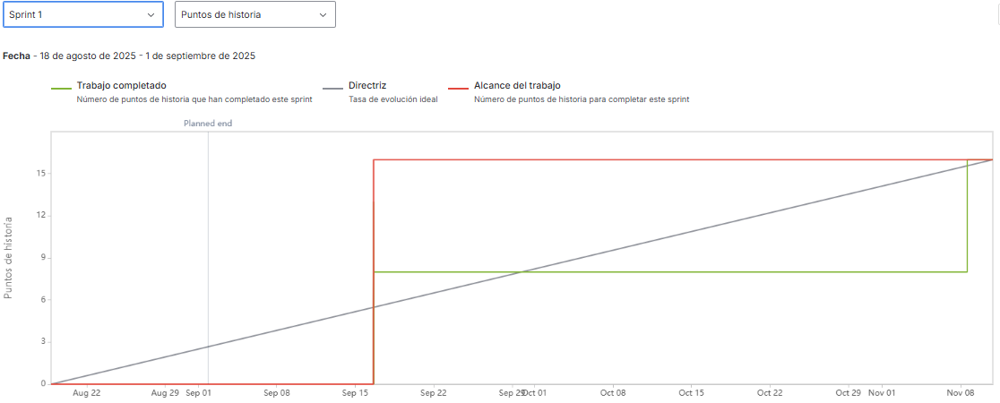 Sprint 1
Puntos de historia
Fecha - 18 de agosto de 2025 - 1 de septiembre de 2025
Trabajo completado
Número de puntos de historia que han completado este sprint
Directriz
Tasa de evolución ideal
Alcance del trabajo
Número de puntos de historia para completar este sprint
Planned end
Puntos de historia
15
12
9
6
3
0
Aug 22 Aug 29 Sep 01 Sep 08 Sep 15 Sep 22 Sep 29 Oct 01 Oct 08 Oct 15 Oct 22 Oct 29 Nov 01 Nov 08